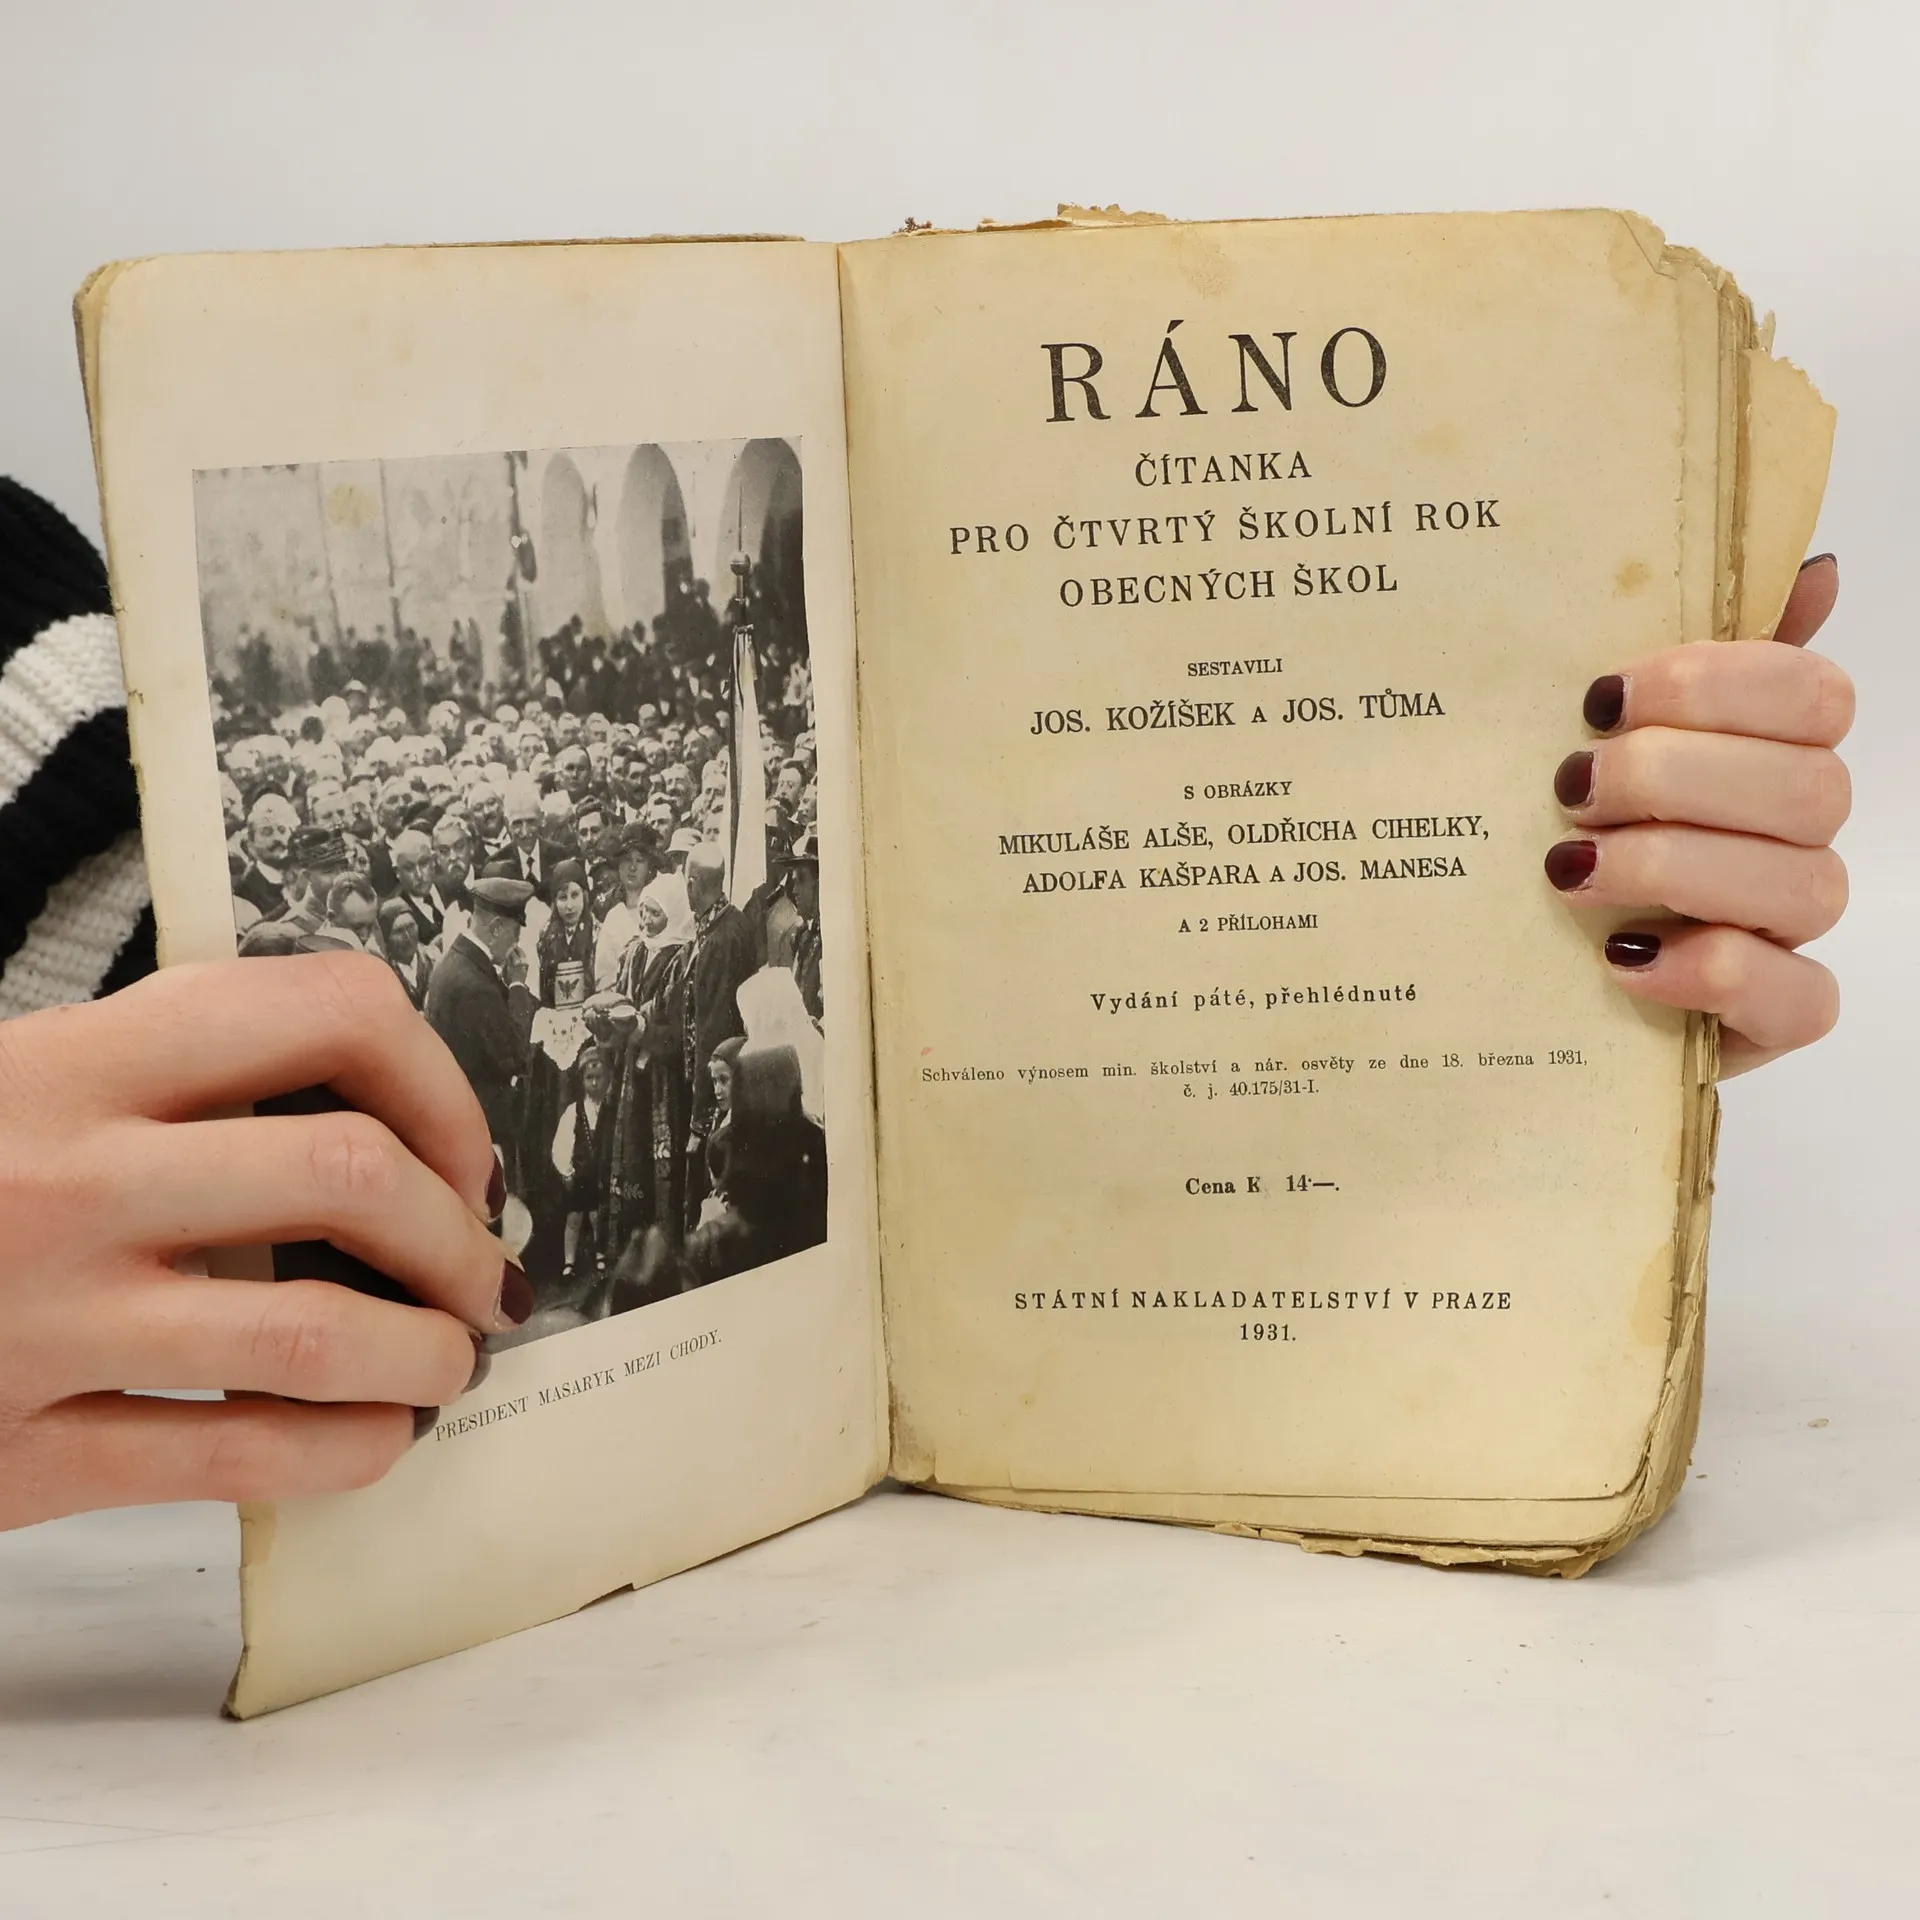 PRESIDENT MASARYK MEZI CHODY.
RÁNO
ČÍTANKA
PRO ČTVRTÝ ŠKOLNÍ ROK
OBECNÝCH ŠKOL
SESTAVILI
JOS. KOŽÍŠEK A JOS. TŮMA
S OBRÁZKY
MIKULÁŠE ALŠE, OLDŘICHA CIHELKY,
ADOLFA KAŠPARA A JOS. MANESA
A 2 PŘÍLOHAMI
Vydání páté, přehlédnuté
Schváleno výnosem min. školství a nár. osvěty ze dne 18. března 1931,
č. j. 40.175/31-I.
Cena K 14·—.
STÁTNÍ NAKLADATELSTVÍ V PRAZE
1931.